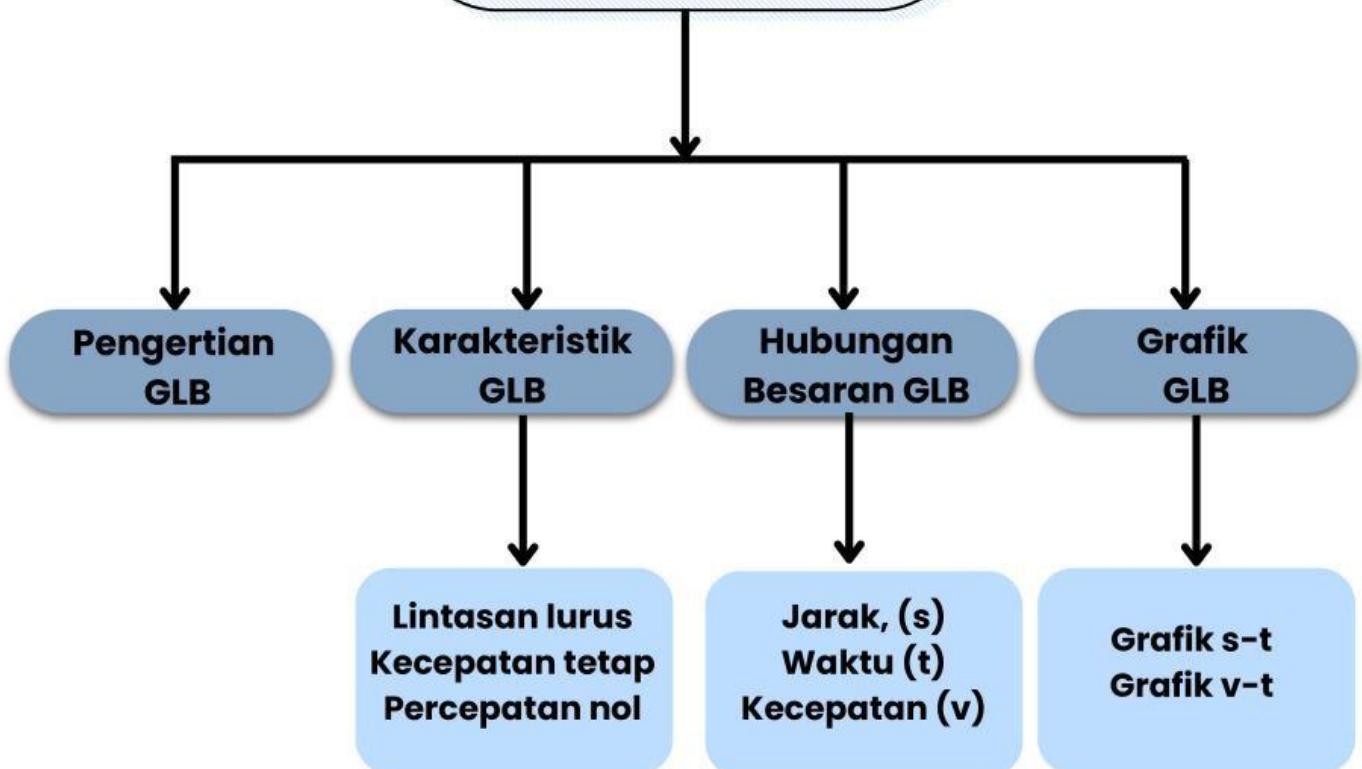 Pengertian
GLB
Karakteristik
GLB
Hubungan
Besaran GLB
Grafik
GLB
Lintasan lurus
Kecepatan tetap
Percepatan nol
Jarak, (s)
Waktu (t)
Kecepatan (v)
Grafik s-t
Grafik v-t